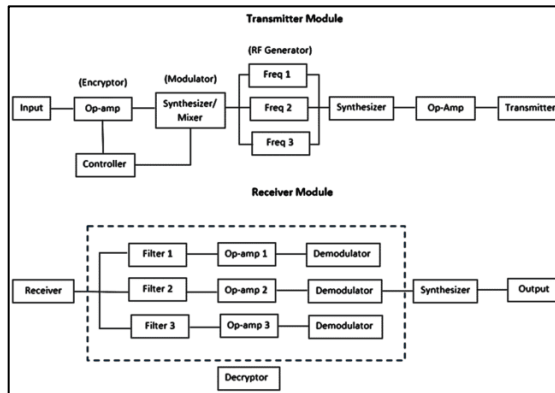 Transmitter Module
(Encryptor)
(Modulator)
(RF Generator)
Input
Op-amp
Synthesizer/
Mixer
Freq 1
Freq 2
Freq 3
Synthesizer
Op-Amp
Transmitter
Controller
Receiver Module
Receiver
Filter 1
Op-amp 1
Demodulator
Filter 2
Op-amp 2
Demodulator
Filter 3
Op-amp 3
Demodulator
Synthesizer
Output
Decryptor